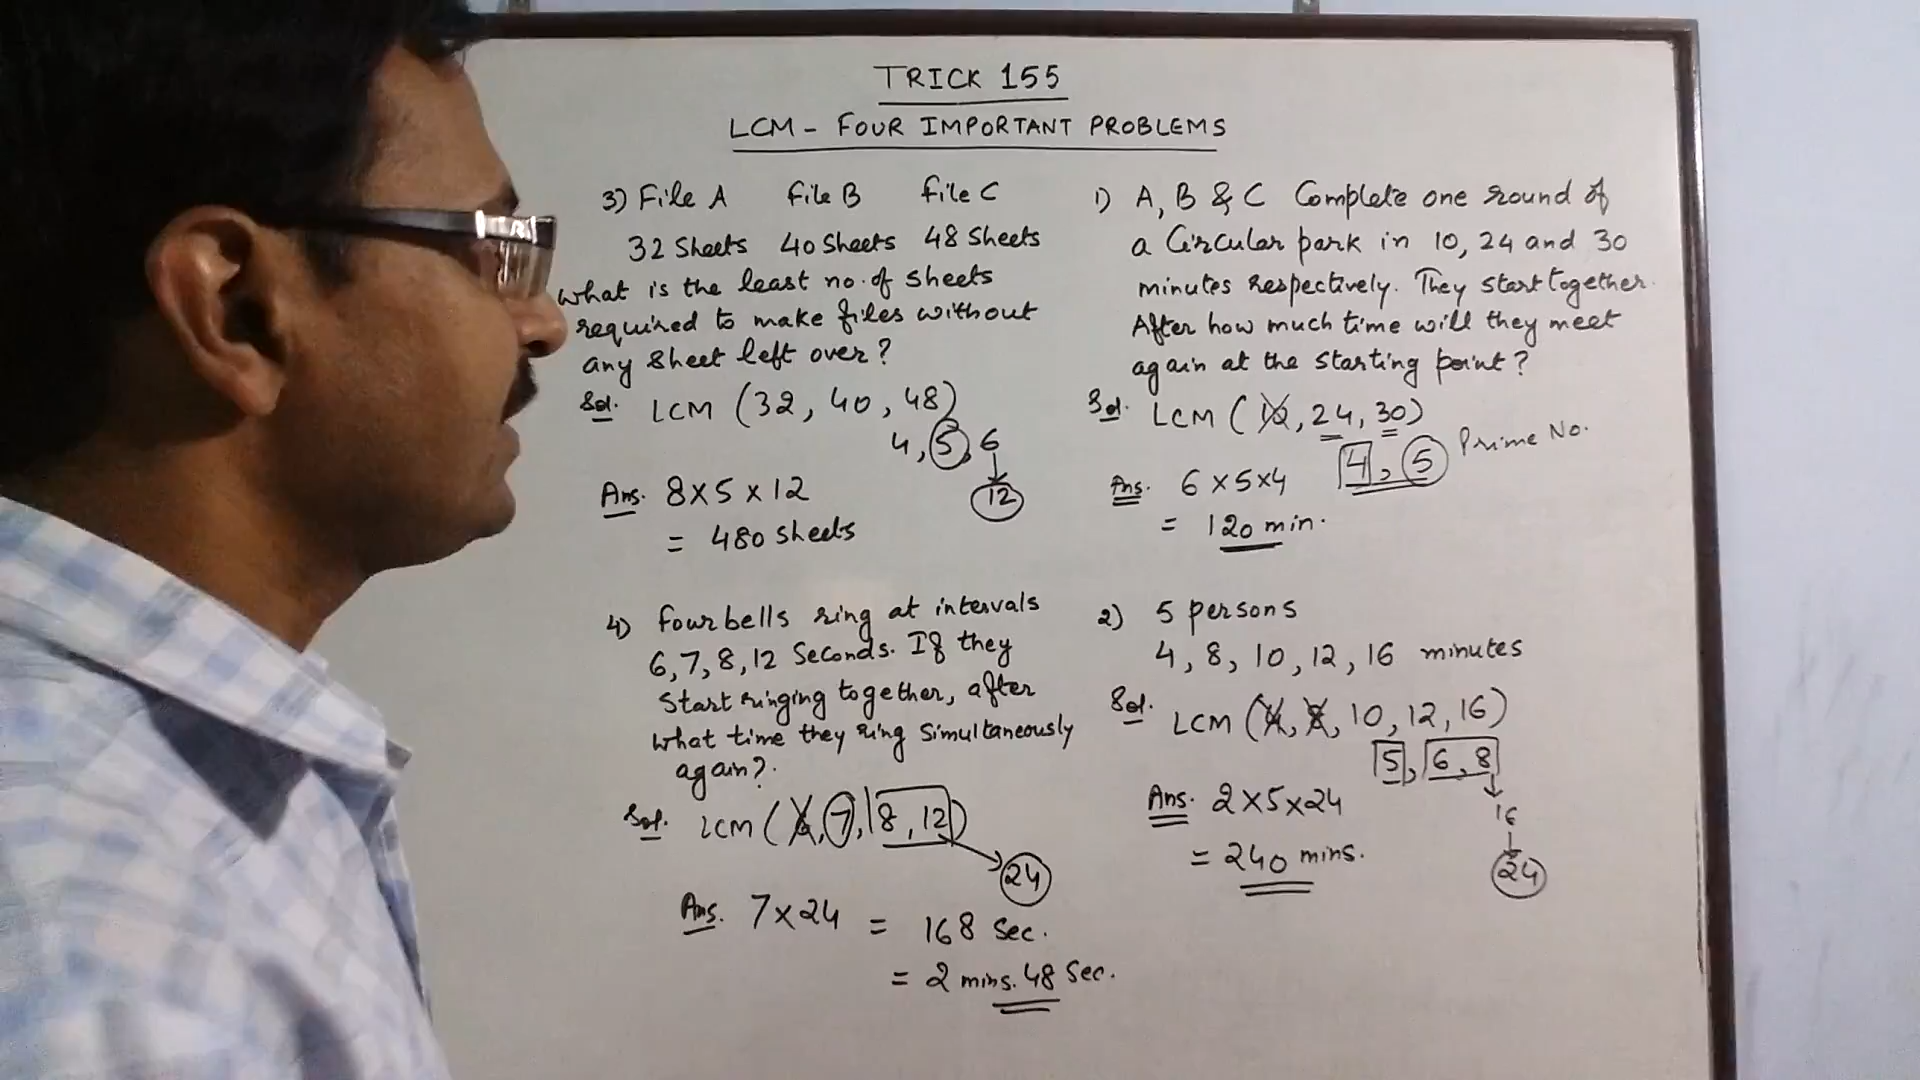 TRICK 155
LCM - FOUR IMPORTANT PROBLEMS
3) File A File B File C
32 Sheets 40 Sheets 48 Sheets
What is the least no. of sheets
required to make files without
any sheet left over?
Sol. LCM (32, 40, 48)
4, 5, 6
12
Ans. 8 x 5 x 12
= 480 sheets
1) A, B & C Complete one round of
a Circular park in 10, 24 and 30
minutes respectively. They start together.
After how much time will they meet
again at the starting point?
Sol. LCM (10, 24, 30)
4, 5 Prime No.
Ans. 6 x 5 x 4
= 120 min.
4) Four bells ring at intervals
6, 7, 8, 12 Seconds. If they
Start ringing together, after
what time they ring Simultaneously
again?
Sol. LCM (6, 7, 8, 12)
24
Ans. 7 x 24 = 168 Sec.
= 2 mins. 48 Sec.
2) 5 persons
4, 8, 10, 12, 16 minutes
Sol. LCM (4, 8, 10, 12, 16)
5, 6, 8
16
24
Ans. 2 x 5 x 24
= 240 mins.